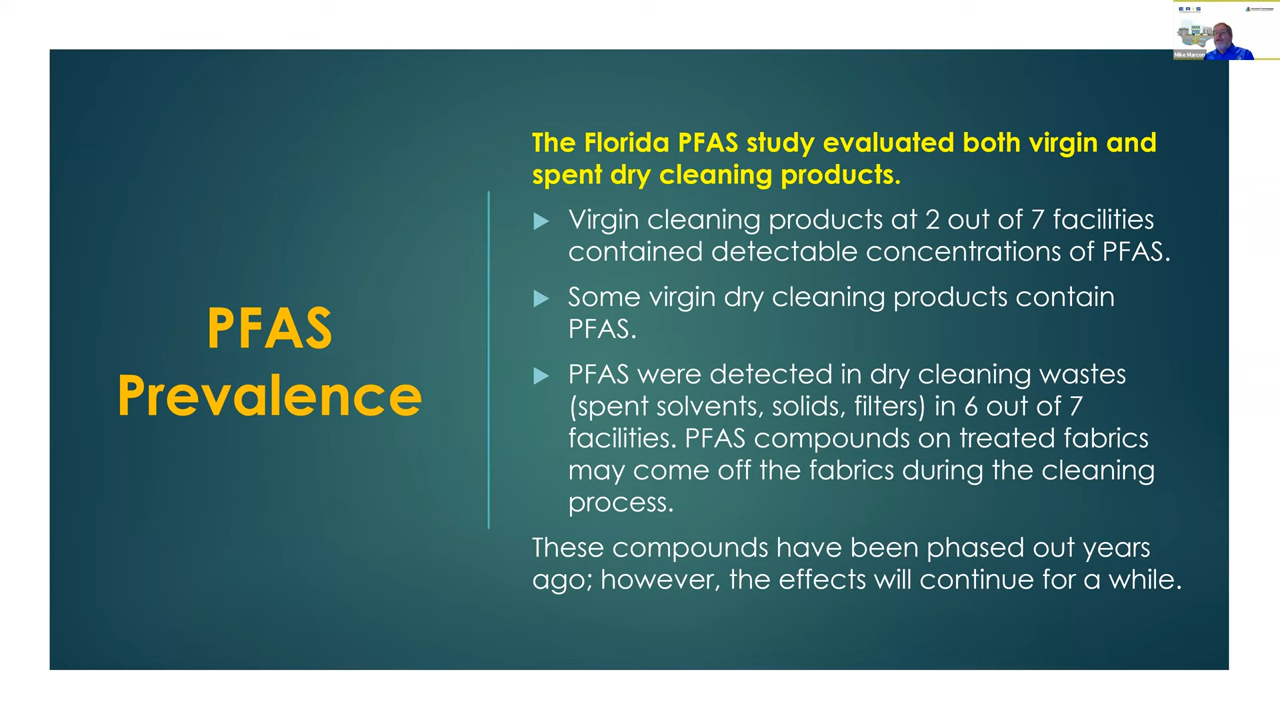 ERIS
Mike Marcon
PFAS
Prevalence
The Florida PFAS study evaluated both virgin and
spent dry cleaning products.
Virgin cleaning products at 2 out of 7 facilities
contained detectable concentrations of PFAS.
Some virgin dry cleaning products contain
PFAS.
PFAS were detected in dry cleaning wastes
(spent solvents, solids, filters) in 6 out of 7
facilities. PFAS compounds on treated fabrics
may come off the fabrics during the cleaning
process.
These compounds have been phased out years
ago; however, the effects will continue for a while.